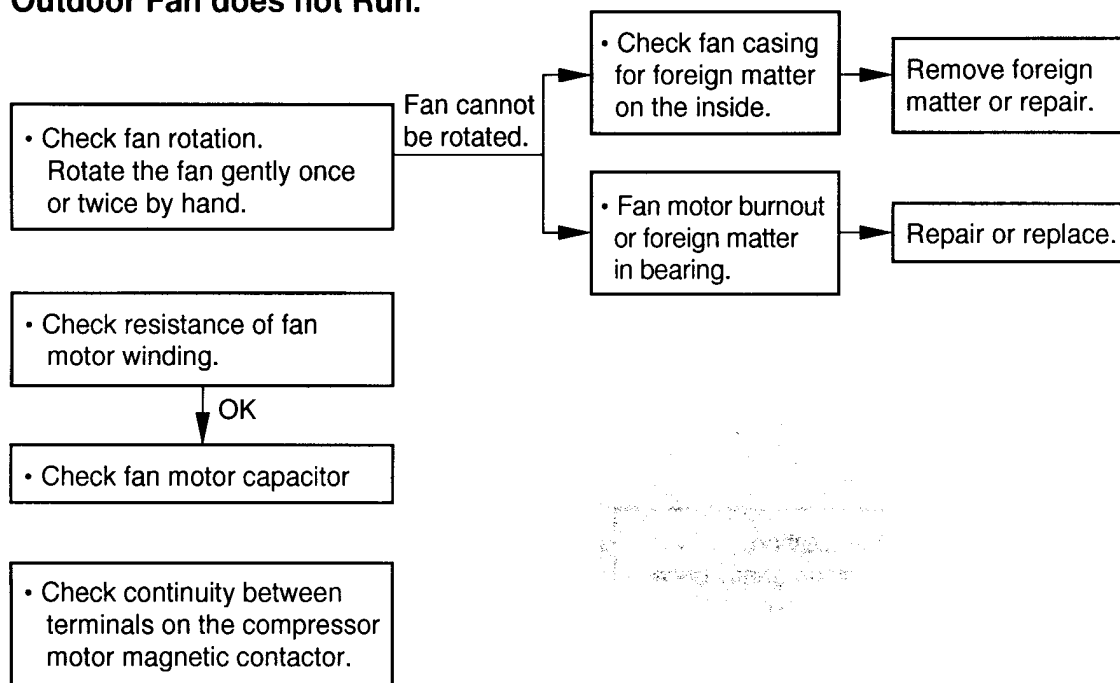 Outdoor Fan does not Run.
• Check fan rotation.
Rotate the fan gently once
or twice by hand.
Fan cannot
be rotated.
• Check fan casing
for foreign matter
on the inside.
Remove foreign
matter or repair.
• Fan motor burnout
or foreign matter
in bearing.
Repair or replace.
• Check resistance of fan
motor winding.
OK
• Check fan motor capacitor
• Check continuity between
terminals on the compressor
motor magnetic contactor.